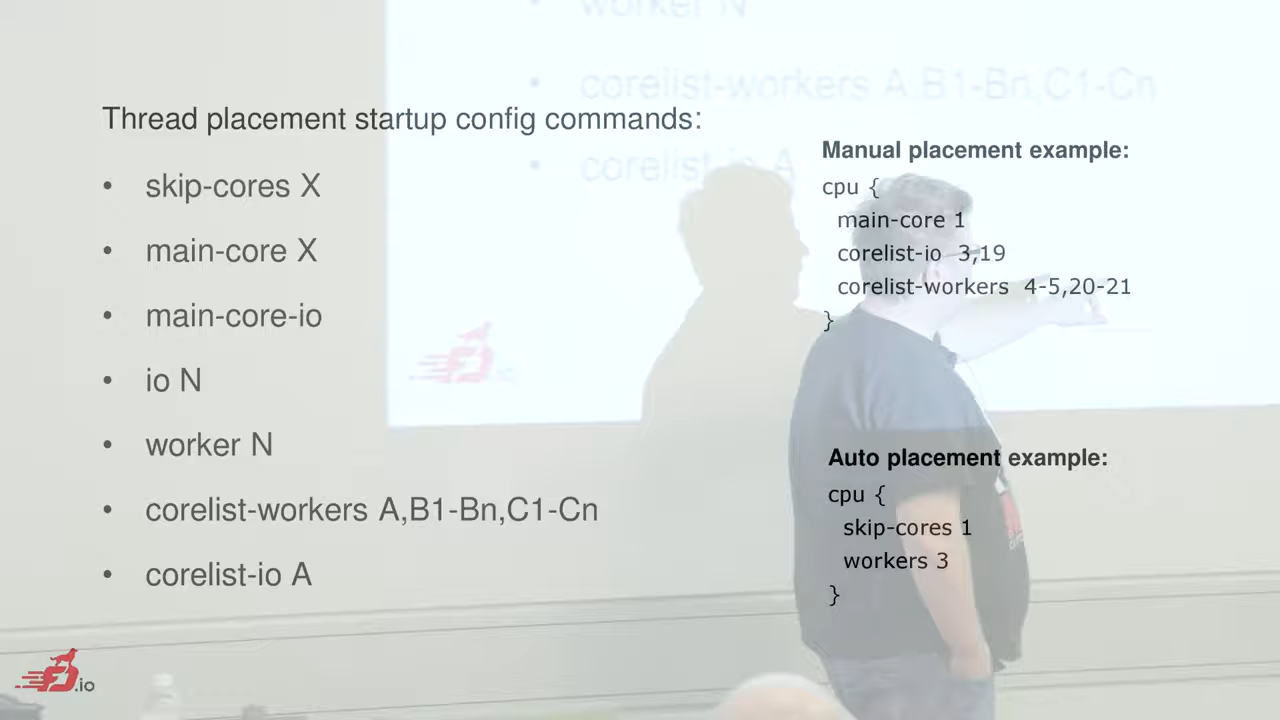 worker N
corelist-workers A,B1-Bn,C1-Cn
corelist-io A
Thread placement startup config commands:
• skip-cores X
• main-core X
• main-core-io
• io N
• worker N
• corelist-workers A,B1-Bn,C1-Cn
• corelist-io A
Manual placement example:
cpu {
main-core 1
corelist-io 3,19
corelist-workers 4-5,20-21
}
Auto placement example:
cpu {
skip-cores 1
workers 3
}
.io